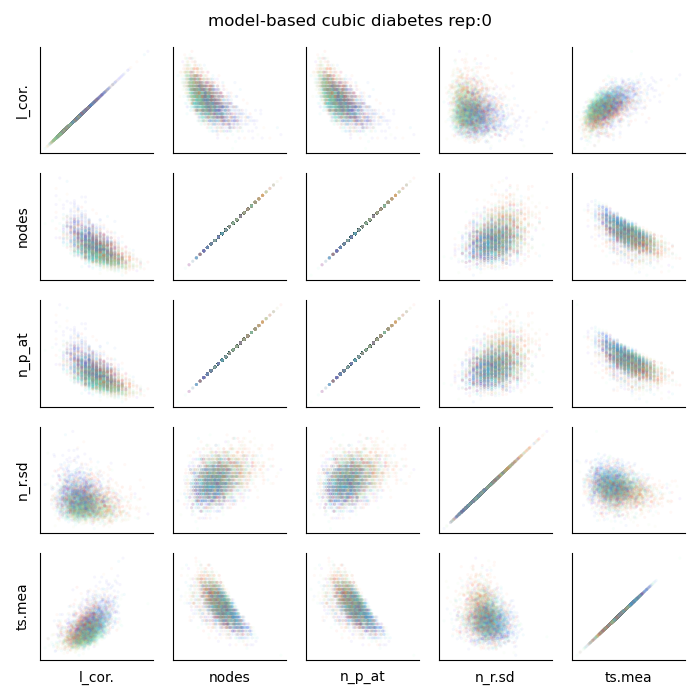 model-based cubic diabetes rep:0
l_cor.
nodes
n_p_at
n_r.sd
ts.mea
l_cor.
nodes
n_p_at
n_r.sd
ts.mea